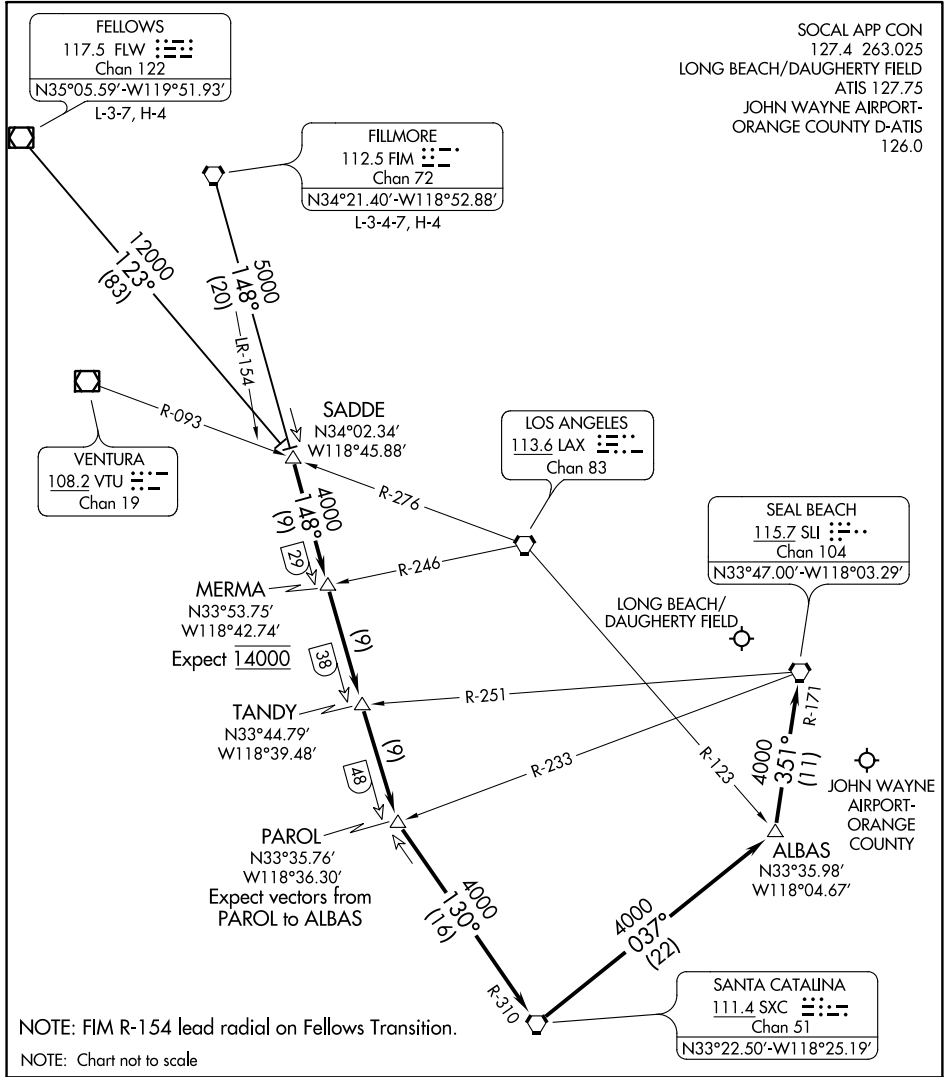 FELLOWS
117.5 FLW
Chan 122
N35°05.59’-W119°51.93’
L-3-7, H-4
SOCAL APP CON
127.4 263.025
LONG BEACH/DAUGHERTY FIELD
ATIS 127.75
JOHN WAYNE AIRPORT-
ORANGE COUNTY D-ATIS
126.0
FILLMORE
112.5 FIM
Chan 72
N34°21.40’-W118°52.88’
L-3-4-7, H-4
12000
123°
(83)
5000
148°
(20)
LR-154
R-093
VENTURA
108.2 VTU
Chan 19
SADDE
N34°02.34’
W118°45.88’
LOS ANGELES
113.6 LAX
Chan 83
R-276
4000
148°
(9)
29
R-246
SEAL BEACH
115.7 SLI
Chan 104
N33°47.00’-W118°03.29’
MERMA
N33°53.75’
W118°42.74’
Expect 14000
LONG BEACH/
DAUGHERTY FIELD
(9)
38
R-251
TANDY
N33°44.79’
W118°39.48’
(9)
48
R-233
R-123
R-171
4000
351°
(11)
JOHN WAYNE
AIRPORT-
ORANGE
COUNTY
PAROL
N33°35.76’
W118°36.30’
Expect vectors from
PAROL to ALBAS
ALBAS
N33°35.98’
W118°04.67’
4000
130°
(16)
4000
037°
(22)
R-310
SANTA CATALINA
111.4 SXC
Chan 51
N33°22.50’-W118°25.19’
NOTE: FIM R-154 lead radial on Fellows Transition.
NOTE: Chart not to scale